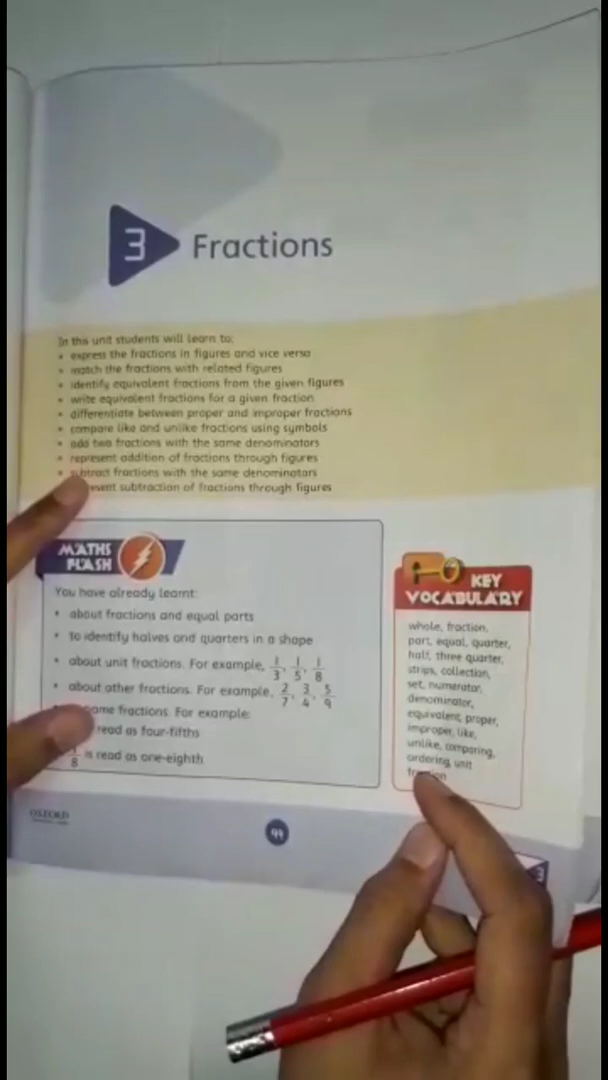 3 Fractions
In this unit students will learn to:
• express the fractions in figures and vice versa
• match the fractions with related figures
• identify equivalent fractions from the given figures
• write equivalent fractions for a given fraction
• differentiate between proper and improper fractions
• compare like and unlike fractions using symbols
• add two fractions with the same denominators
• represent addition of fractions through figures
• subtract fractions with the same denominators
subtraction of fractions through figures
MATHS
FLASH
You have already learnt:
• about fractions and equal parts
• to identify halves and quarters in a shape
• about unit fractions. For example, 1/3, 1/5, 1/8
• about other fractions. For example, 2/7, 3/4, 5/9
fractions. For example:
read as four-fifths
/8 is read as one-eighth
KEY
VOCABULARY
whole, fraction,
part, equal, quarter,
half, three quarter,
strips, collection,
set, numerator,
denominator,
equivalent, proper,
improper, like,
unlike, comparing,
ordering, unit
OXFORD
44
3